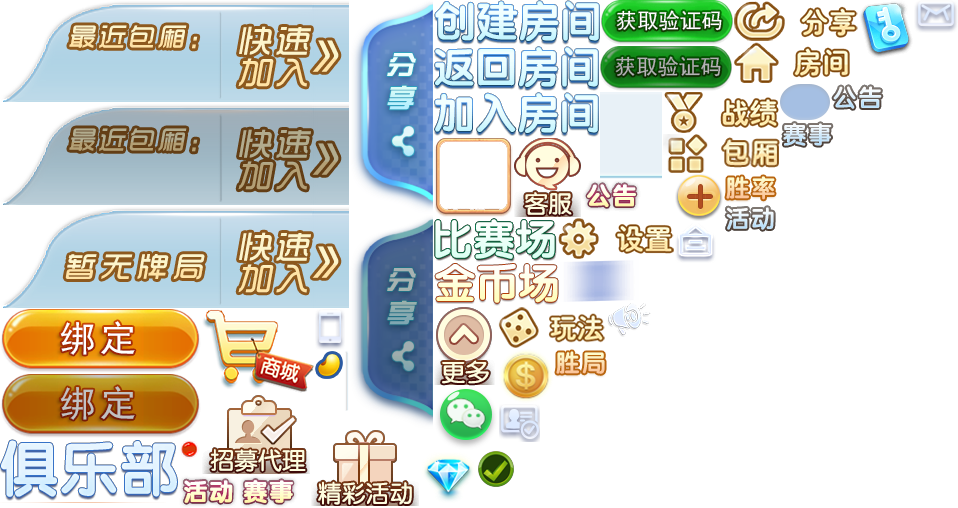 最近包厢：
快速
加入
最近包厢：
快速
加入
暂无牌局
快速
加入
绑定
绑定
俱乐部
商城
招募代理
活动
赛事
精彩活动
分
享
分
享
创建房间
返回房间
加入房间
客服
公告
比赛场
金币场
更多
获取验证码
获取验证码
分享
房间
战绩
包厢
公告
赛事
胜率
活动
设置
玩法
胜局